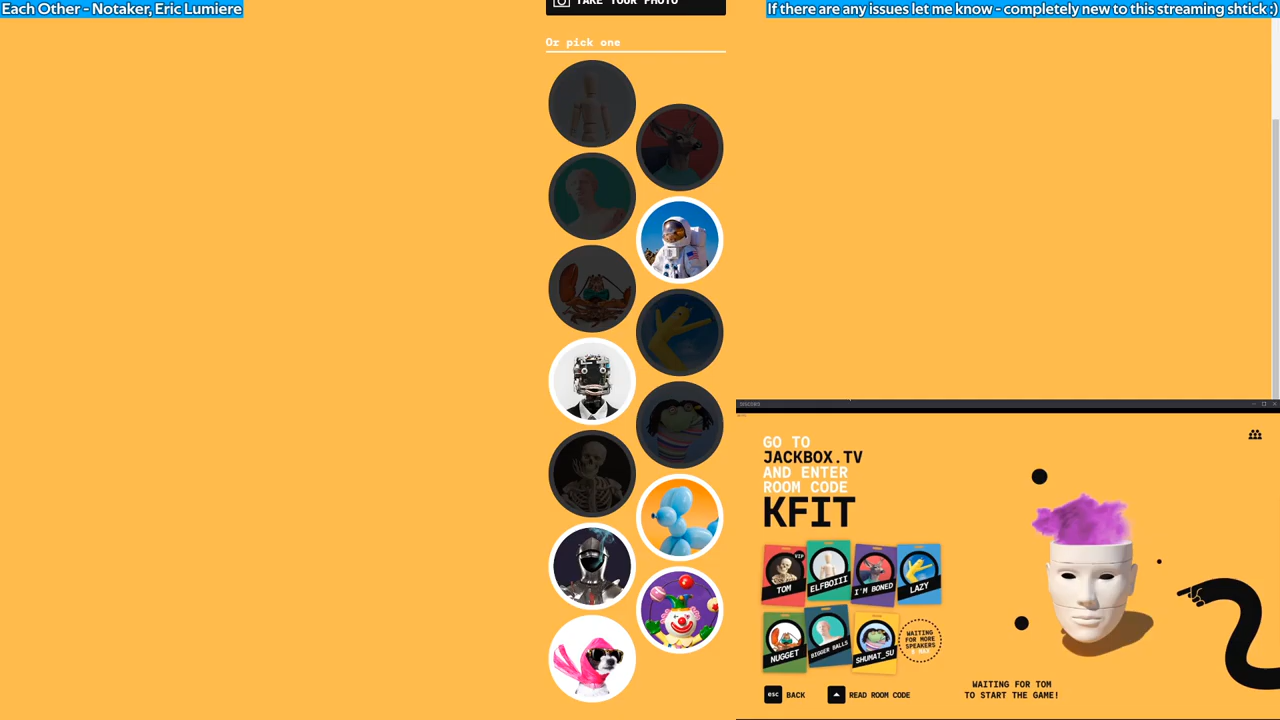 Each Other - Notaker, Eric Lumiere
If there are any issues let me know - completely new to this streaming shtick :)
TAKE YOUR PHOTO
Or pick one
GO TO
JACKBOX.TV
AND ENTER
ROOM CODE
KFIT
VIP
TOM
ELFBOIII
I'M BONED
LAZY
NUGGET
BIGGER BALLS
SHUMAT_SU
WAITING
FOR MORE
SPEAKERS
esc BACK
READ ROOM CODE
WAITING FOR TOM
TO START THE GAME!